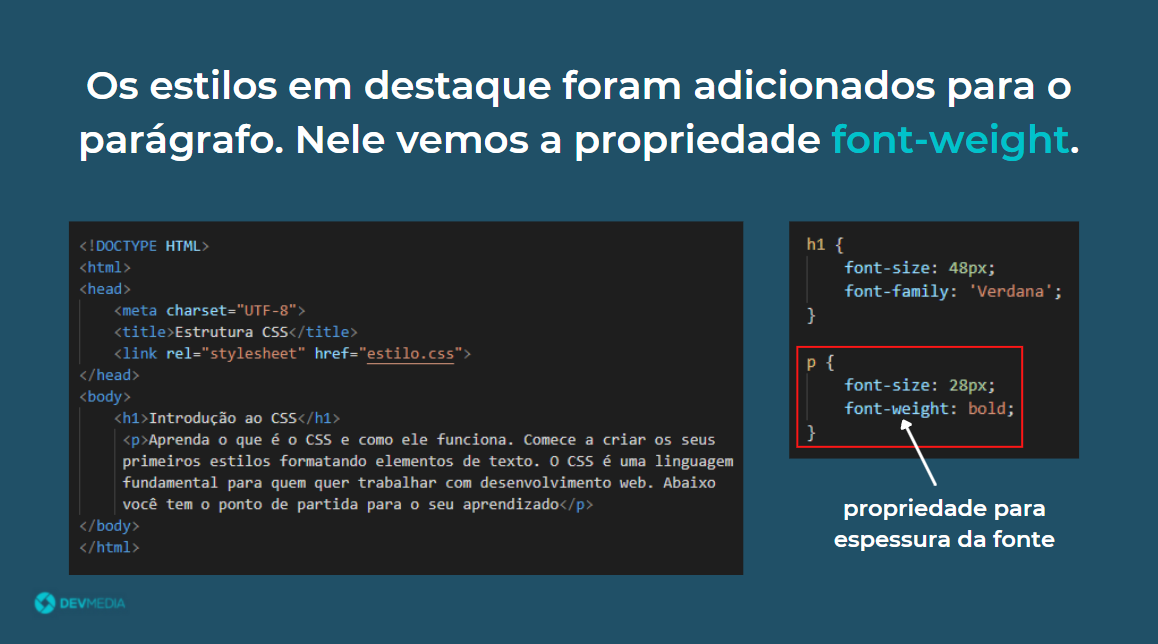 Os estilos em destaque foram adicionados para o
parágrafo. Nele vemos a propriedade font-weight.
<!DOCTYPE HTML>
<html>
<head>
    <meta charset="UTF-8">
    <title>Estrutura CSS</title>
    <link rel="stylesheet" href="estilo.css">
</head>
<body>
    <h1>Introdução ao CSS</h1>
    <p>Aprenda o que é o CSS e como ele funciona. Comece a criar os seus
    primeiros estilos formatando elementos de texto. O CSS é uma linguagem
    fundamental para quem quer trabalhar com desenvolvimento web. Abaixo
    você tem o ponto de partida para o seu aprendizado</p>
</body>
</html>
h1 {
    font-size: 48px;
    font-family: 'Verdana';
}
p {
    font-size: 28px;
    font-weight: bold;
}
propriedade para
espessura da fonte
DEVMEDIA